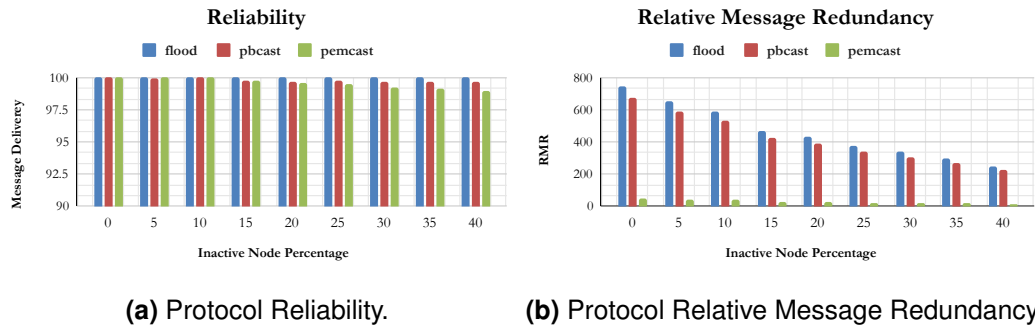 Reliability
flood pbcast pemcast
Message Deliverey
100
97.5
95
92.5
90
0 5 10 15 20 25 30 35 40
Inactive Node Percentage
(a) Protocol Reliability.
Relative Message Redundancy
flood pbcast pemcast
RMR
800
600
400
200
0
0 5 10 15 20 25 30 35 40
Inactive Node Percentage
(b) Protocol Relative Message Redundancy